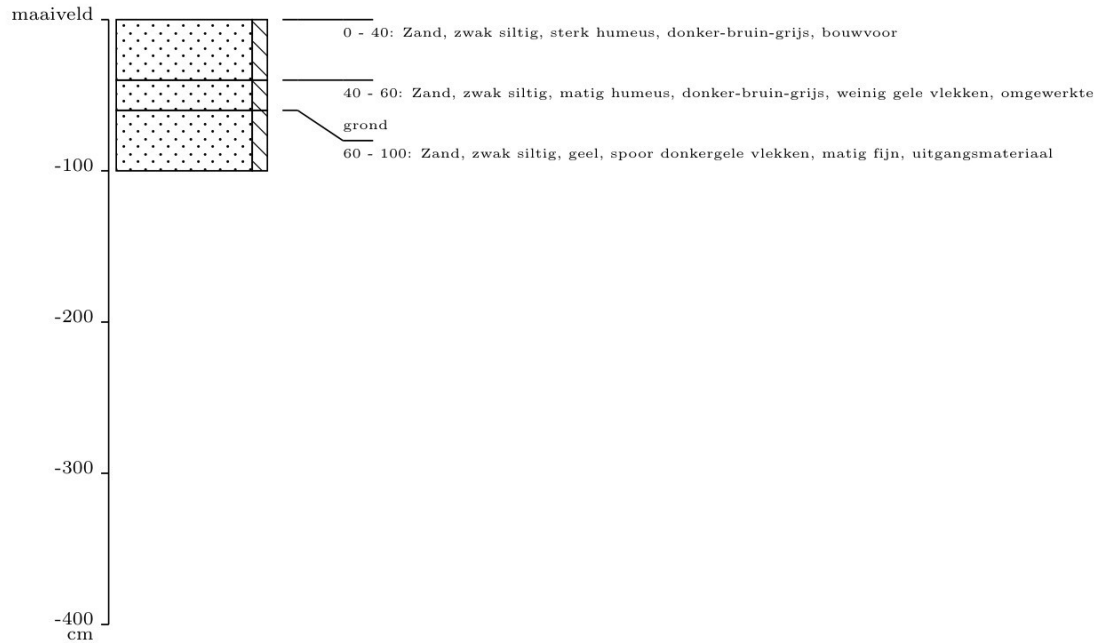 maaiveld
0 - 40: Zand, zwak siltig, sterk humeus, donker-bruin-grijs, bouwvoor
40 - 60: Zand, zwak siltig, matig humeus, donker-bruin-grijs, weinig gele vlekken, omgewerkte
grond
60 - 100: Zand, zwak siltig, geel, spoor donkergele vlekken, matig fijn, uitgangsmateriaal
-100
-200
-300
-400
cm